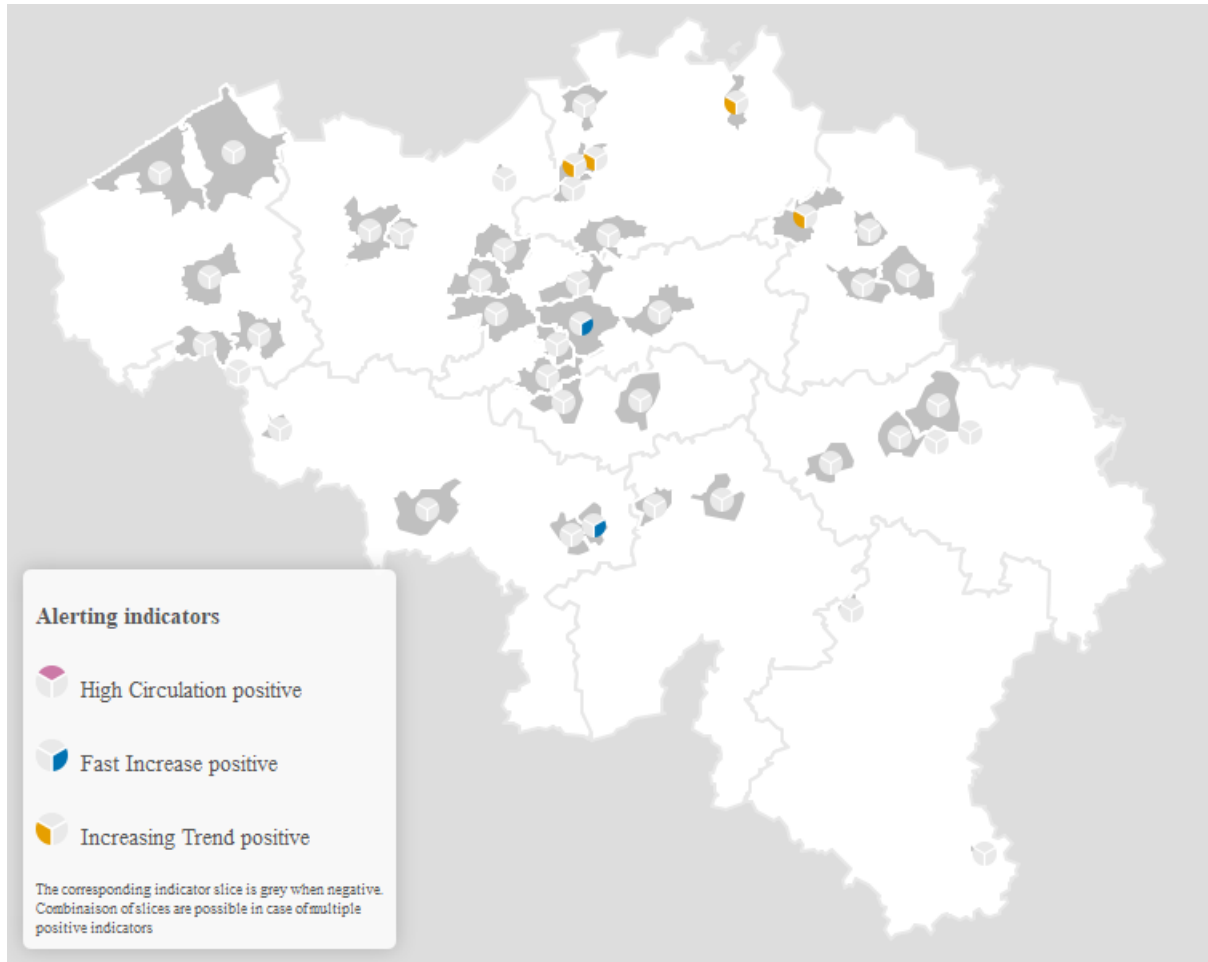 Alerting indicators
High Circulation positive
Fast Increase positive
Increasing Trend positive
The corresponding indicator slice is grey when negative.
Combinaison of slices are possible in case of multiple
positive indicators